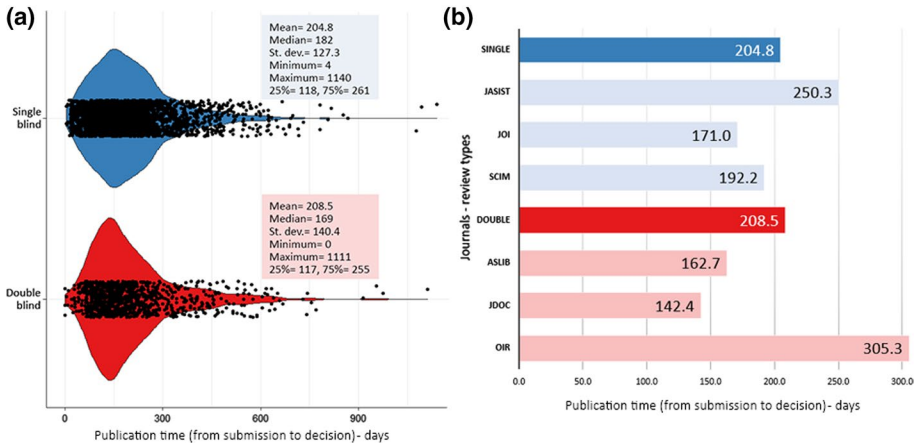 (a)
Mean= 204.8
Median= 182
St. dev.= 127.3
Minimum= 4
Maximum= 1140
25%= 118, 75%= 261
Single
blind
Mean= 208.5
Median= 169
St. dev.= 140.4
Minimum= 0
Maximum= 1111
25%= 117, 75%= 255
Double
blind
0 300 600 900
Publication time (from submission to decision)- days
(b)
Journals - review types
SINGLE 204.8
JASIST 250.3
JOI 171.0
SCIM 192.2
DOUBLE 208.5
ASLIB 162.7
JDOC 142.4
OIR 305.3
0.0 50.0 100.0 150.0 200.0 250.0 300.0
Publication time (from submission to decision) - days